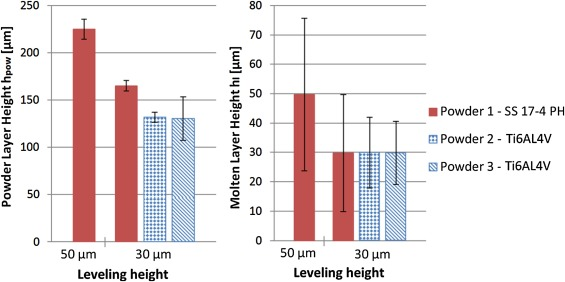 Powder Layer Height hpow [µm]
250
200
150
100
50
0
50 µm
30 µm
Leveling height
Molten Layer Height hl [µm]
80
70
60
50
40
30
20
10
0
50 µm
30 µm
Leveling height
Powder 1 - SS 17-4 PH
Powder 2 - Ti6AL4V
Powder 3 - Ti6AL4V